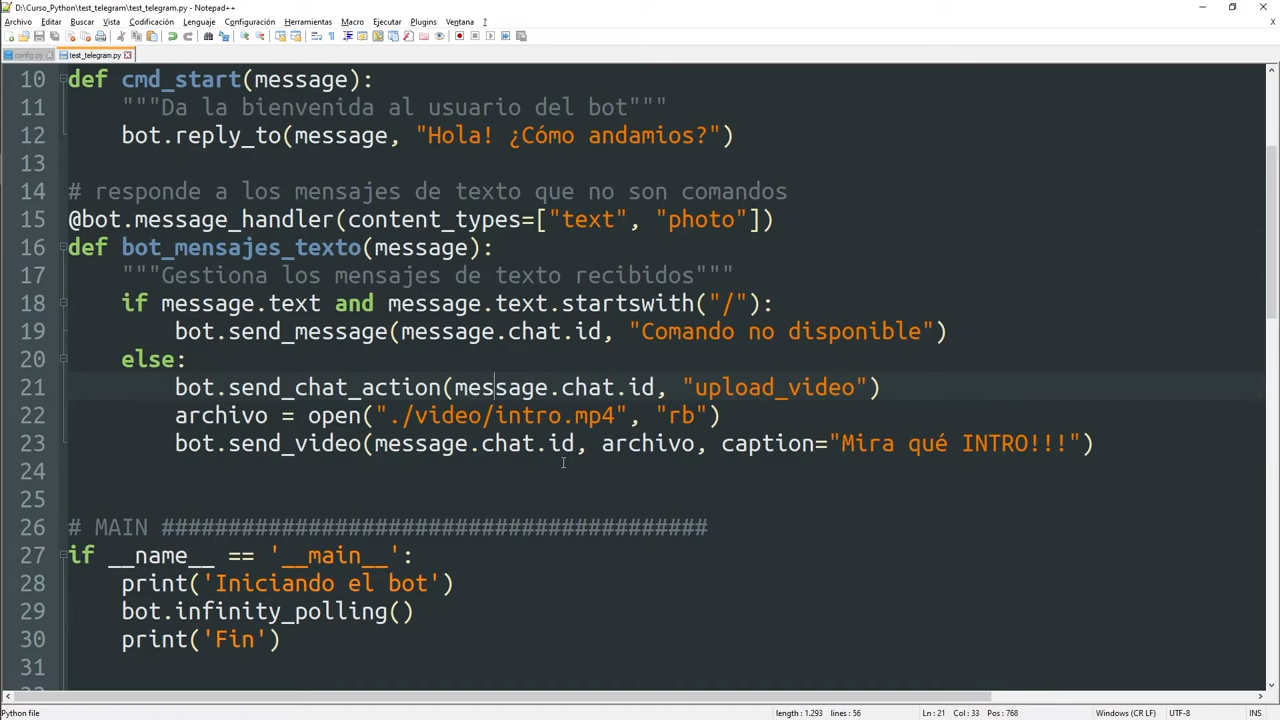 D:\Curso_Python\test_telegram.py - Notepad++
Archivo Editar Buscar Vista Codificación Lenguaje Configuración Herramientas Macro Ejecutar Plugins Ventana ?
config.py test_telegram.py
10 def cmd_start(message):
11 """Da la bienvenida al usuario del bot"""
12 bot.reply_to(message, "Hola! ¿Cómo andamios?")
13
14 # responde a los mensajes de texto que no son comandos
15 @bot.message_handler(content_types=["text", "photo"])
16 def bot_mensajes_texto(message):
17 """Gestiona los mensajes de texto recibidos"""
18 if message.text and message.text.startswith("/"):
19 bot.send_message(message.chat.id, "Comando no disponible")
20 else:
21 bot.send_chat_action(message.chat.id, "upload_video")
22 archivo = open("./video/intro.mp4", "rb")
23 bot.send_video(message.chat.id, archivo, caption="Mira qué INTRO!!!")
24
25
26 # MAIN #########################################
27 if __name__ == '__main__':
28 print('Iniciando el bot')
29 bot.infinity_polling()
30 print('Fin')
31
Python file length : 1.293 lines : 56 Ln : 21 Col : 33 Pos : 768 Windows (CR LF) UTF-8 INS